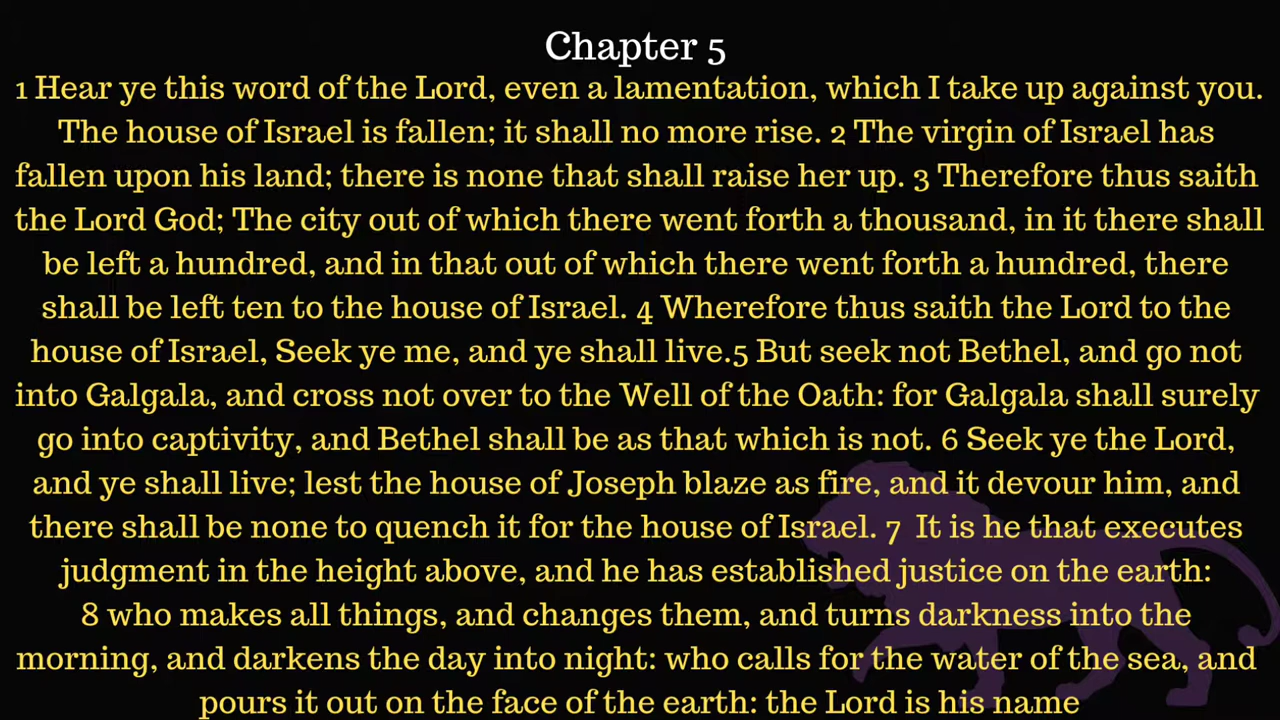 Chapter 5
1 Hear ye this word of the Lord, even a lamentation, which I take up against you.
The house of Israel is fallen; it shall no more rise. 2 The virgin of Israel has
fallen upon his land; there is none that shall raise her up. 3 Therefore thus saith
the Lord God; The city out of which there went forth a thousand, in it there shall
be left a hundred, and in that out of which there went forth a hundred, there
shall be left ten to the house of Israel. 4 Wherefore thus saith the Lord to the
house of Israel, Seek ye me, and ye shall live.5 But seek not Bethel, and go not
into Galgala, and cross not over to the Well of the Oath: for Galgala shall surely
go into captivity, and Bethel shall be as that which is not. 6 Seek ye the Lord,
and ye shall live; lest the house of Joseph blaze as fire, and it devour him, and
there shall be none to quench it for the house of Israel. 7 It is he that executes
judgment in the height above, and he has established justice on the earth:
8 who makes all things, and changes them, and turns darkness into the
morning, and darkens the day into night: who calls for the water of the sea, and
pours it out on the face of the earth: the Lord is his name